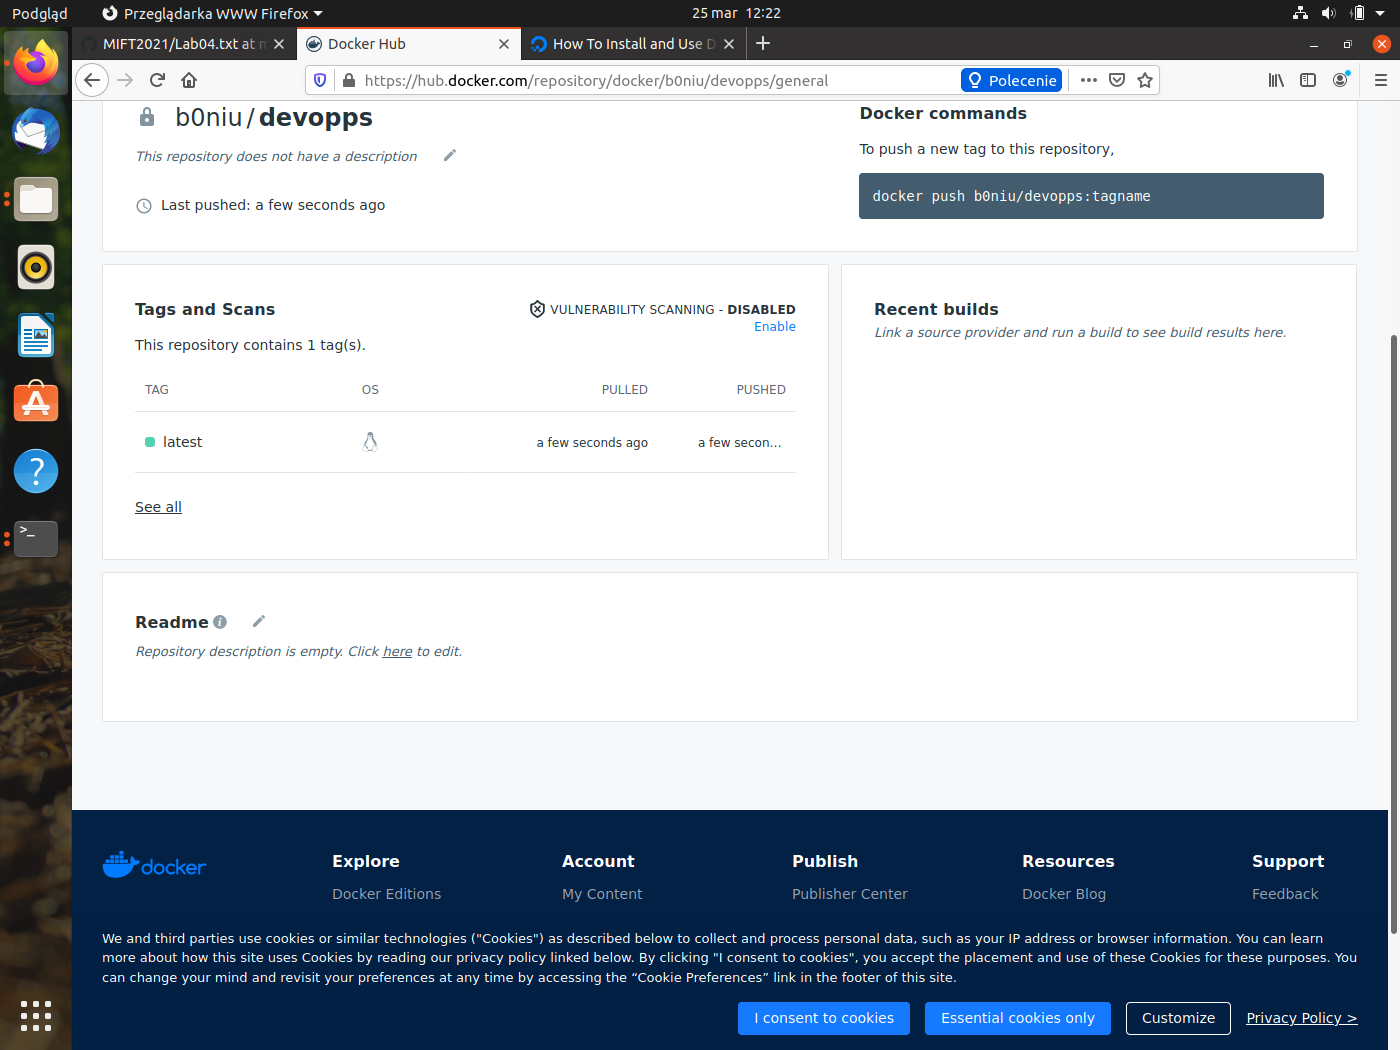 Podgląd
Przeglądarka WWW Firefox
25 mar 12:22
MIFT2021/Lab04.txt at m
Docker Hub
How To Install and Use D
https://hub.docker.com/repository/docker/b0niu/devopps/general
Polecenie
b0niu/devopps
Docker commands
This repository does not have a description
To push a new tag to this repository,
docker push b0niu/devopps:tagname
Last pushed: a few seconds ago
Tags and Scans
VULNERABILITY SCANNING - DISABLED
Enable
This repository contains 1 tag(s).
TAG OS PULLED PUSHED
latest a few seconds ago a few secon...
See all
Recent builds
Link a source provider and run a build to see build results here.
Readme
Repository description is empty. Click here to edit.
docker
Explore Account Publish Resources Support
Docker Editions My Content Publisher Center Docker Blog Feedback
We and third parties use cookies or similar technologies ("Cookies") as described below to collect and process personal data, such as your IP address or browser information. You can learn
more about how this site uses Cookies by reading our privacy policy linked below. By clicking "I consent to cookies", you accept the placement and use of these Cookies for these purposes. You
can change your mind and revisit your preferences at any time by accessing the “Cookie Preferences” link in the footer of this site.
I consent to cookies Essential cookies only Customize Privacy Policy >